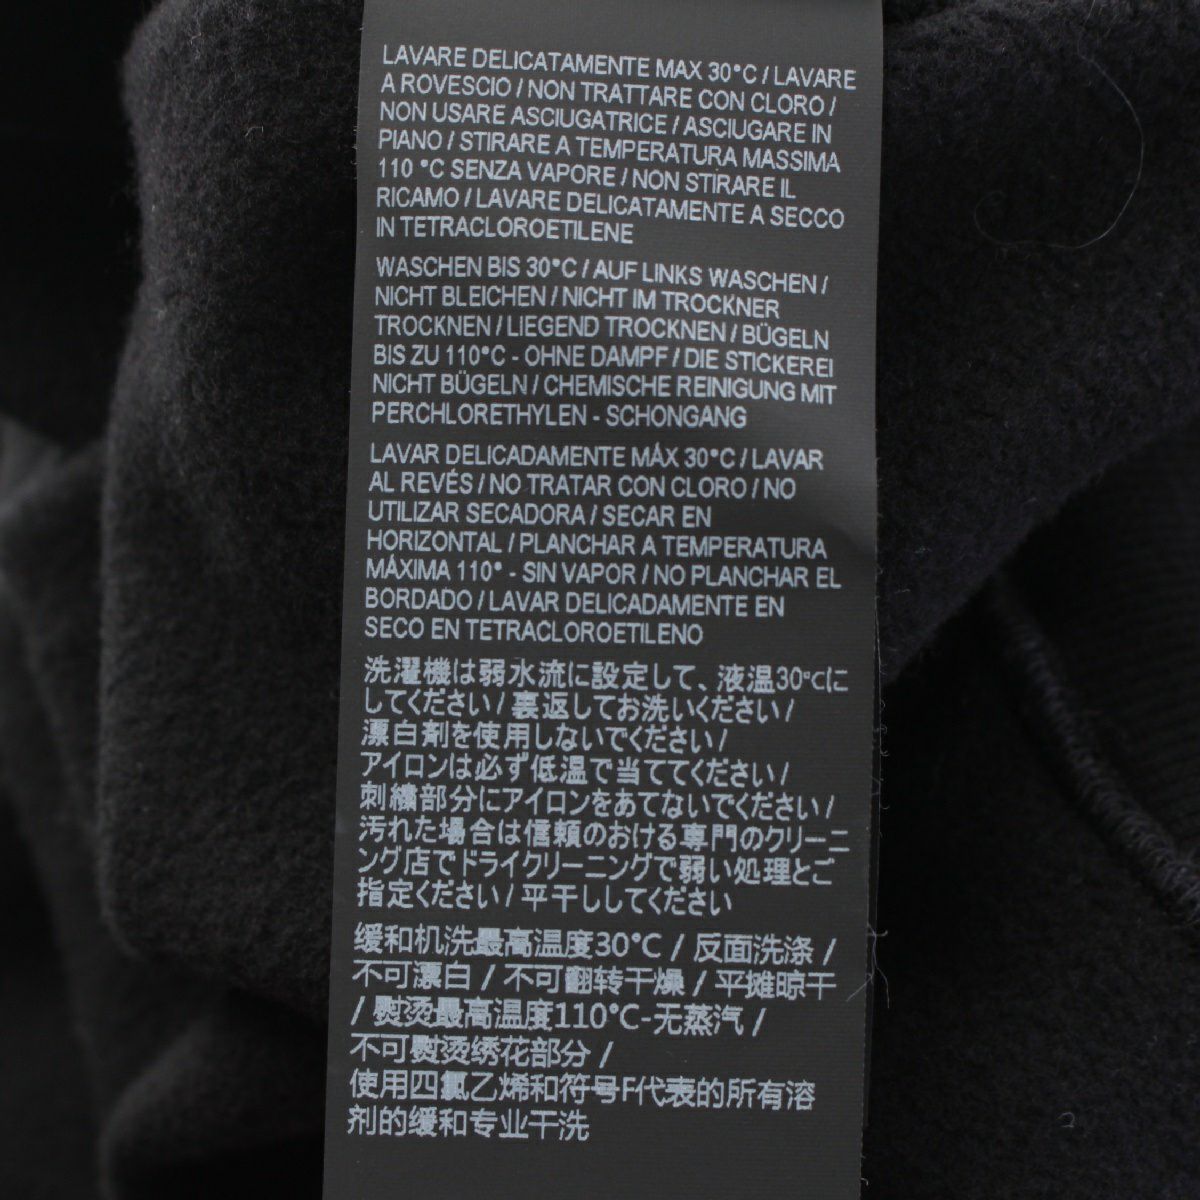 LAVARE DELICATAMENTE MAX 30°C / LAVARE
A ROVESCIO / NON TRATTARE CON CLORO /
NON USARE ASCIUGATRICE / ASCIUGARE IN
PIANO / STIRARE A TEMPERATURA MASSIMA
110 °C SENZA VAPORE / NON STIRARE IL
RICAMO / LAVARE DELICATAMENTE A SECCO
IN TETRACLOROETILENE
WASCHEN BIS 30°C / AUF LINKS WASCHEN /
NICHT BLEICHEN / NICHT IM TROCKNER
TROCKNEN / LIEGEND TROCKNEN / BÜGELN
BIS ZU 110°C - OHNE DAMPF / DIE STICKEREI
NICHT BÜGELN / CHEMISCHE REINIGUNG MIT
PERCHLORETHYLEN - SCHONGANG
LAVAR DELICADAMENTE MÁX 30°C / LAVAR
AL REVÉS / NO TRATAR CON CLORO / NO
UTILIZAR SECADORA / SECAR EN
HORIZONTAL / PLANCHAR A TEMPERATURA
MÁXIMA 110° - SIN VAPOR / NO PLANCHAR EL
BORDADO / LAVAR DELICADAMENTE EN
SECO EN TETRACLOROETILENO
洗濯機は弱水流に設定して、液温30℃に
してください / 裏返してお洗いください /
漂白剤を使用しないでください /
アイロンは必ず低温で当ててください /
刺繍部分にアイロンをあてないでください /
汚れた場合は信頼のおける専門のクリーニ
ング店でドライクリーニングで弱い処理とご
指定ください / 平干ししてください
缓和机洗最高温度30℃ / 反面洗涤 /
不可漂白 / 不可翻转干燥 / 平摊晾干
/ 熨烫最高温度110℃-无蒸汽 /
不可熨烫绣花部分 /
使用四氯乙烯和符号F代表的所有溶
剂的缓和专业干洗